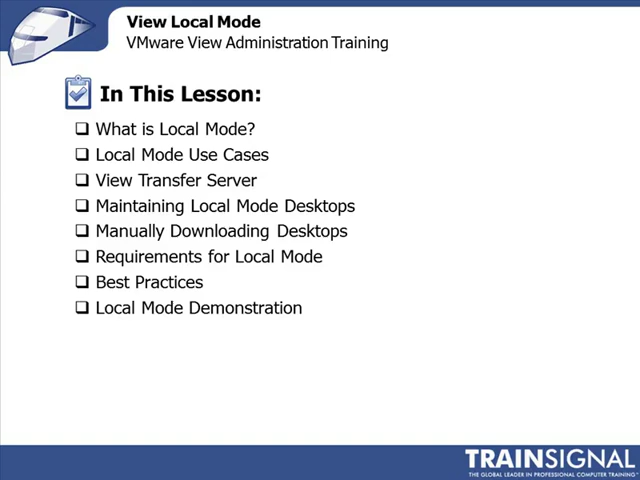 View Local Mode
VMware View Administration Training
In This Lesson:
What is Local Mode?
Local Mode Use Cases
View Transfer Server
Maintaining Local Mode Desktops
Manually Downloading Desktops
Requirements for Local Mode
Best Practices
Local Mode Demonstration
TRAINSIGNAL
THE GLOBAL LEADER IN PROFESSIONAL COMPUTER TRAINING™